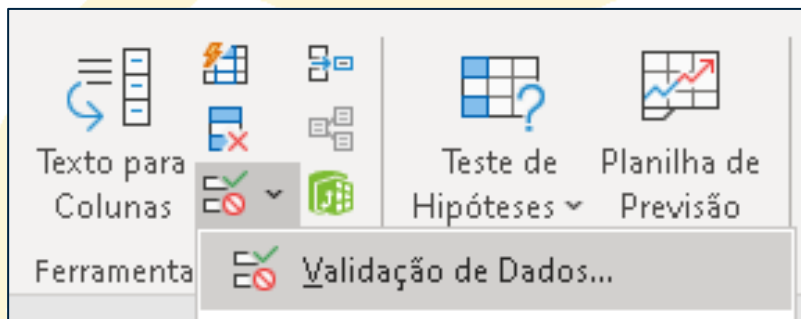 Texto para
Colunas
Teste de
Hipóteses
Planilha de
Previsão
Ferramenta
Validação de Dados...